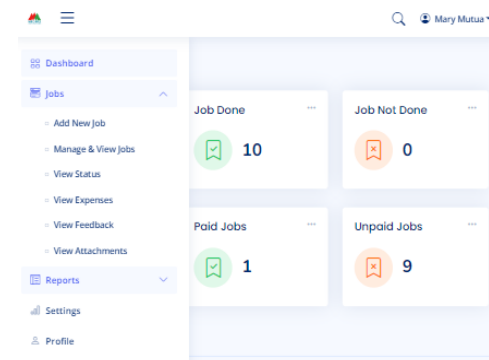 Mary Mutua
Dashboard
Jobs
Add New Job
Manage & View Jobs
View Status
View Expenses
View Feedback
View Attachments
Reports
Settings
Profile
Job Done
10
Job Not Done
0
Paid Jobs
1
Unpaid Jobs
9